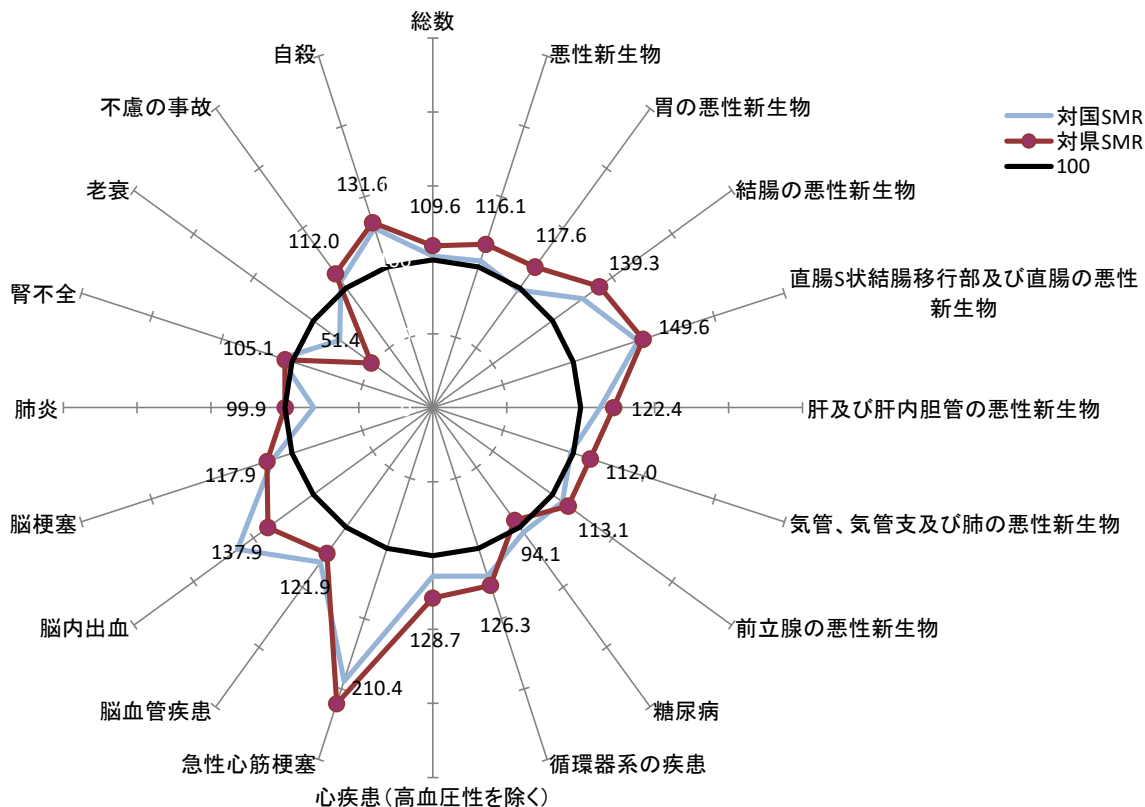 総数
自殺
悪性新生物
不慮の事故
胃の悪性新生物
対国SMR
対県SMR
100
老衰
結腸の悪性新生物
131.6
109.6
116.1
112.0
117.6
139.3
腎不全
直腸S状結腸移行部及び直腸の悪性
新生物
149.6
105.1
51.4
肺炎
99.9
122.4
肝及び肝内胆管の悪性新生物
117.9
112,0
脳梗塞
気管、気管支及び肺の悪性新生物
137.9
113.1
94.1
121.9
脳内出血
128.7
126.3
前立腺の悪性新生物
210.4
脳血管疾患
糖尿病
急性心筋梗塞
循環器系の疾患
心疾患(高血圧性を除く)